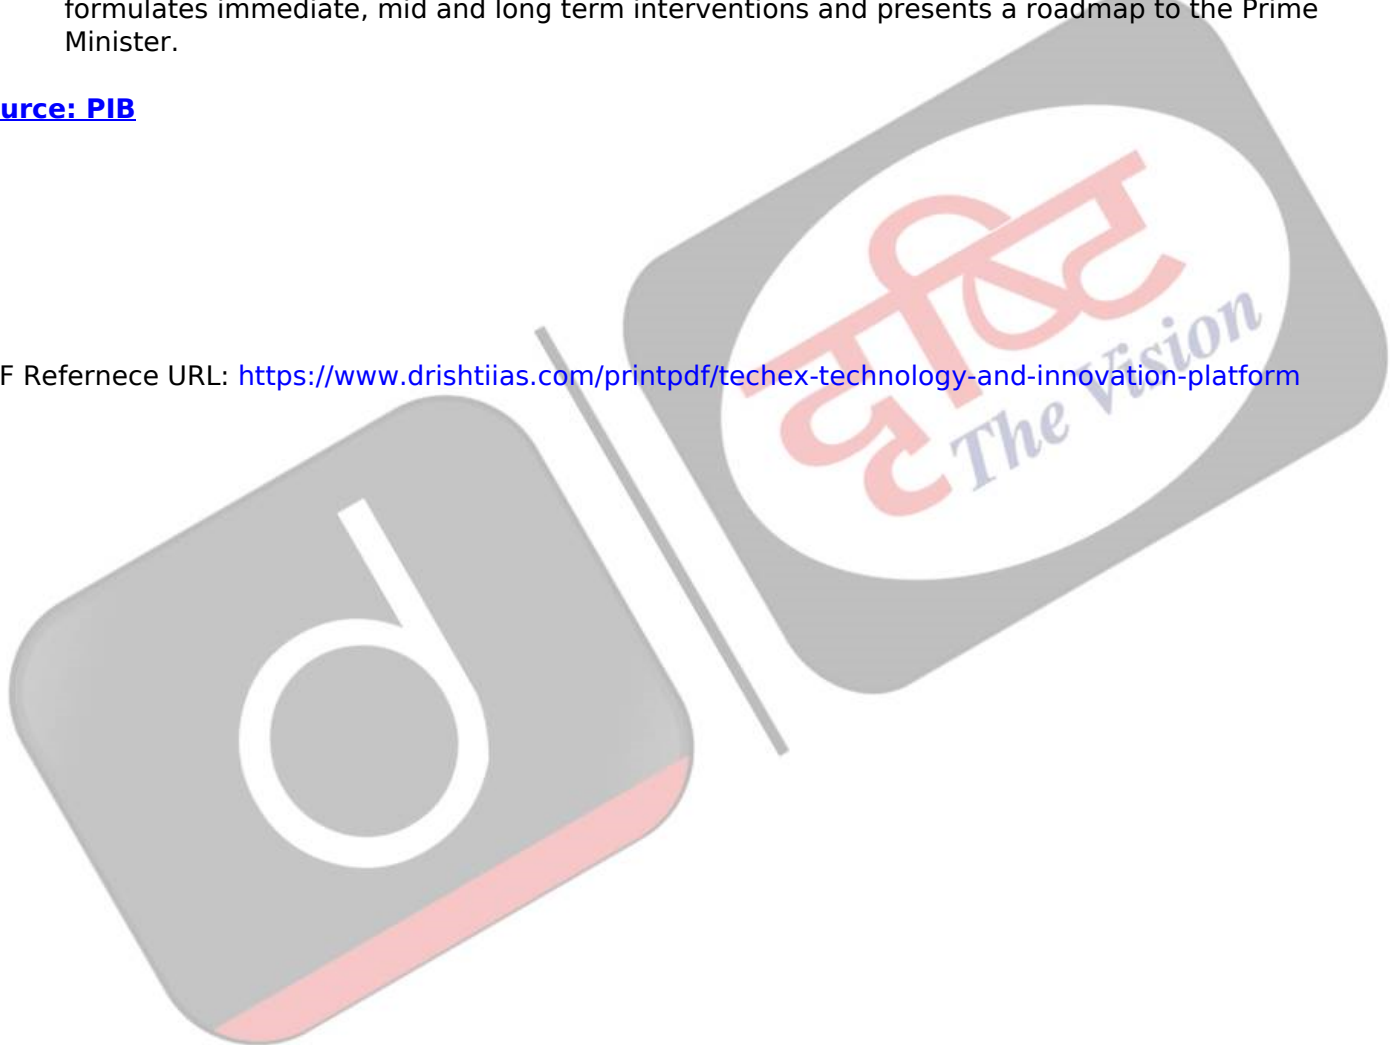 formulates immediate, mid and long term interventions and presents a roadmap to the Prime
Minister.
urce: PIB
F Refernece URL: https://www.drishtiias.com/printpdf/techex-technology-and-innovation-platform
दृष्टि
The Vision
d